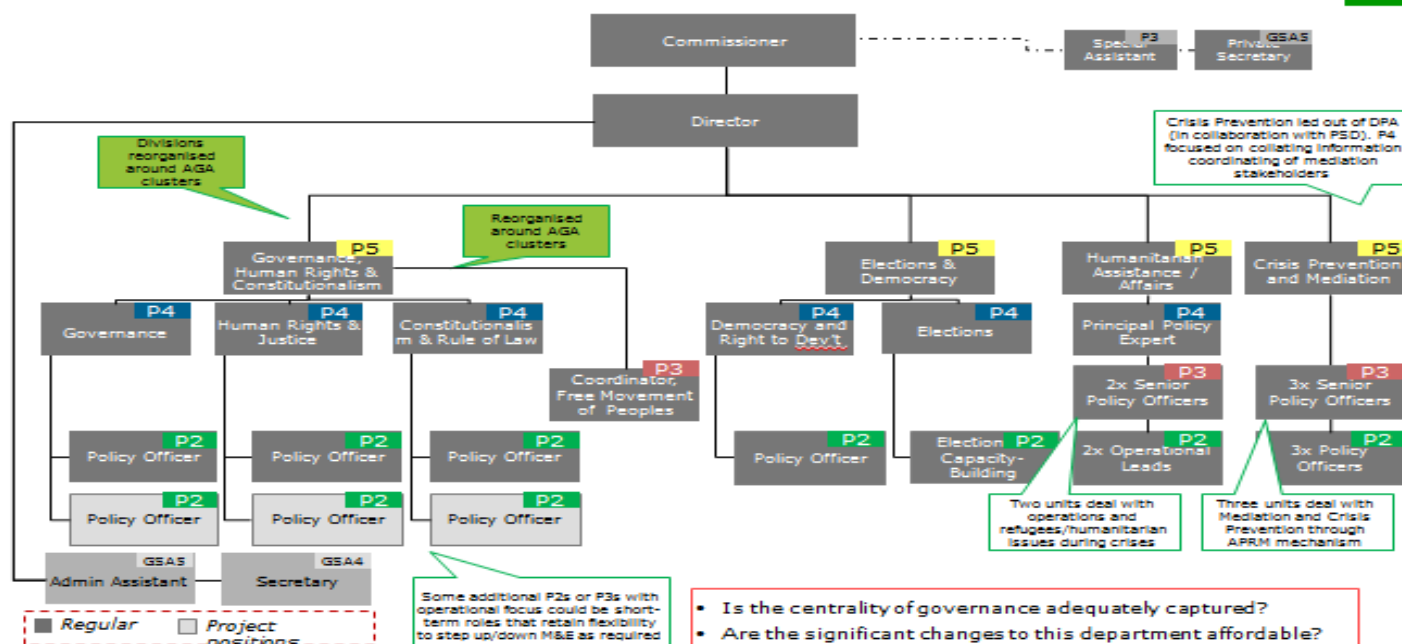 Commissioner
P3
Special
Assistant
GSA5
Private
Secretary
Director
Divisions
reorganised
around AGA
clusters
Crisis Prevention led out of DPA
(in collaboration with PSD). P4
focused on collating information
coordinating of mediation
stakeholders
Reorganised
around AGA
clusters
P5
Governance,
Human Rights &
Constitutionalism
P5
Elections &
Democracy
P5
Humanitarian
Assistance /
Affairs
P5
Crisis Prevention
and Mediation
P4
Governance
P4
Human Rights &
Justice
P4
Constitutionalis
m & Rule of Law
P3
Coordinator,
Free Movement
of Peoples
P4
Democracy and
Right to Dev't
P4
Elections
P4
Principal Policy
Expert
P3
2x Senior
Policy Officers
P3
3x Senior
Policy Officers
P2
Policy Officer
P2
Policy Officer
P2
Policy Officer
P2
Policy Officer
P2
Election
Capacity-
Building
P2
2x Operational
Leads
P2
3x Policy
Officers
P2
Policy Officer
P2
Policy Officer
P2
Policy Officer
Two units deal with
operations and
refugees/humanitarian
issues during crises
Three units deal with
Mediation and Crisis
Prevention through
APRM mechanism
GSA5
Admin Assistant
GSA4
Secretary
Some additional P2s or P3s with
operational focus could be short-
term roles that retain flexibility
to step up/down M&E as required
Regular
Project
positions
• Is the centrality of governance adequately captured?
• Are the significant changes to this department affordable?